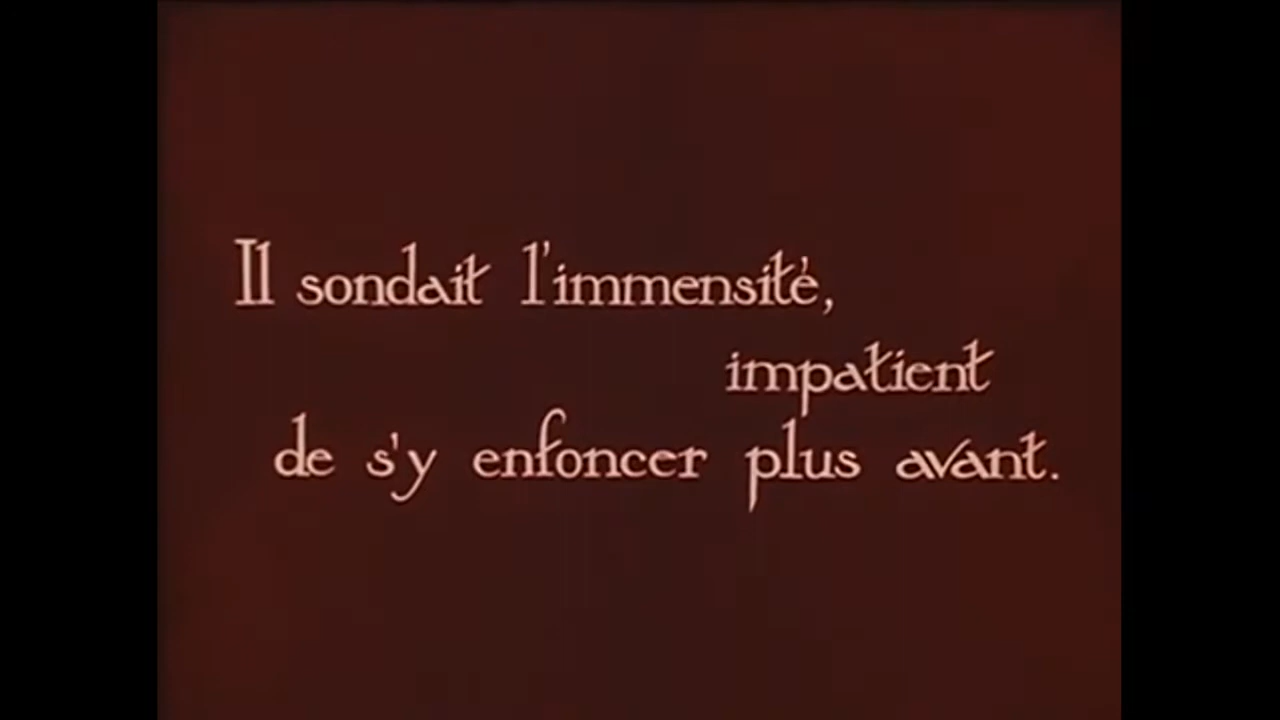 Il sondait l'immensité,
impatient
de s'y enfoncer plus avant.